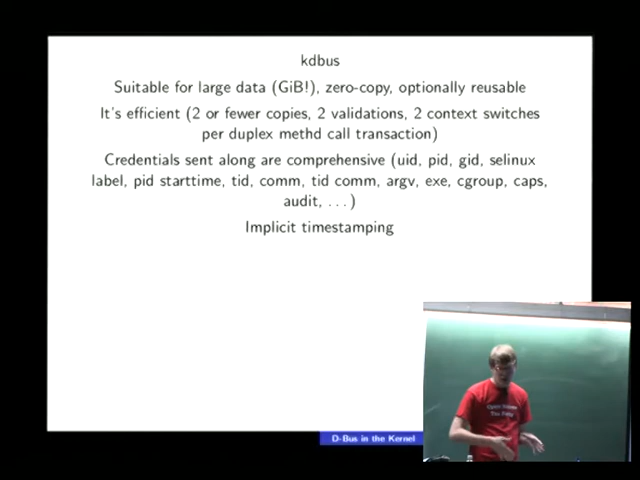 kdbus
Suitable for large data (GiB!), zero-copy, optionally reusable
It's efficient (2 or fewer copies, 2 validations, 2 context switches
per duplex methd call transaction)
Credentials sent along are comprehensive (uid, pid, gid, selinux
label, pid starttime, tid, comm, tid comm, argv, exe, cgroup, caps,
audit, . . . )
Implicit timestamping
D-Bus in the Kernel